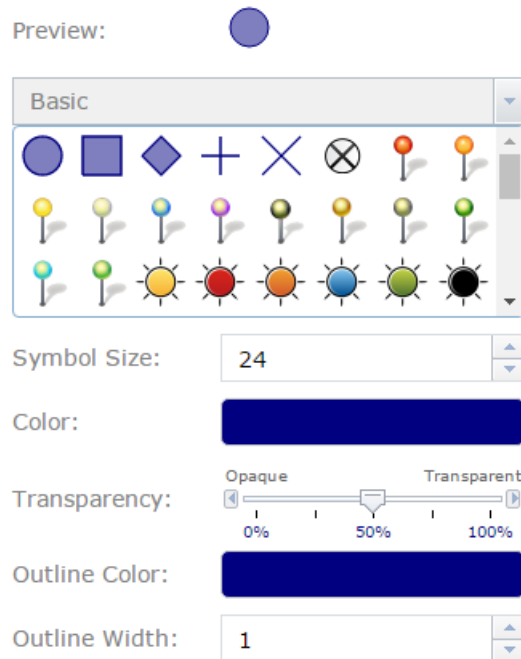 Preview:
Basic
Symbol Size: 24
Color:
Opaque Transparent
Transparency:
0% 50% 100%
Outline Color:
Outline Width: 1